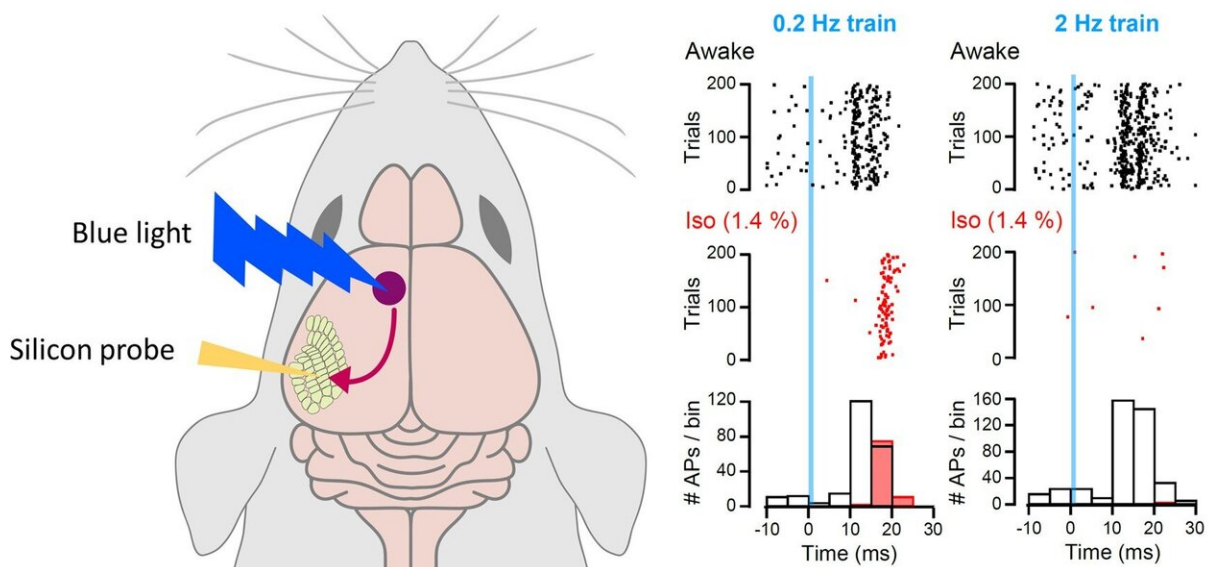 Blue light
Silicon probe
0.2 Hz train
Awake
Trials
200
100
0
Iso (1.4 %)
Trials
200
100
0
# APs / bin
120
80
40
0
-10 0 10 20 30
Time (ms)
2 Hz train
Awake
Trials
200
100
0
Iso (1.4 %)
Trials
200
100
0
# APs / bin
160
120
80
40
0
-10 0 10 20 30
Time (ms)